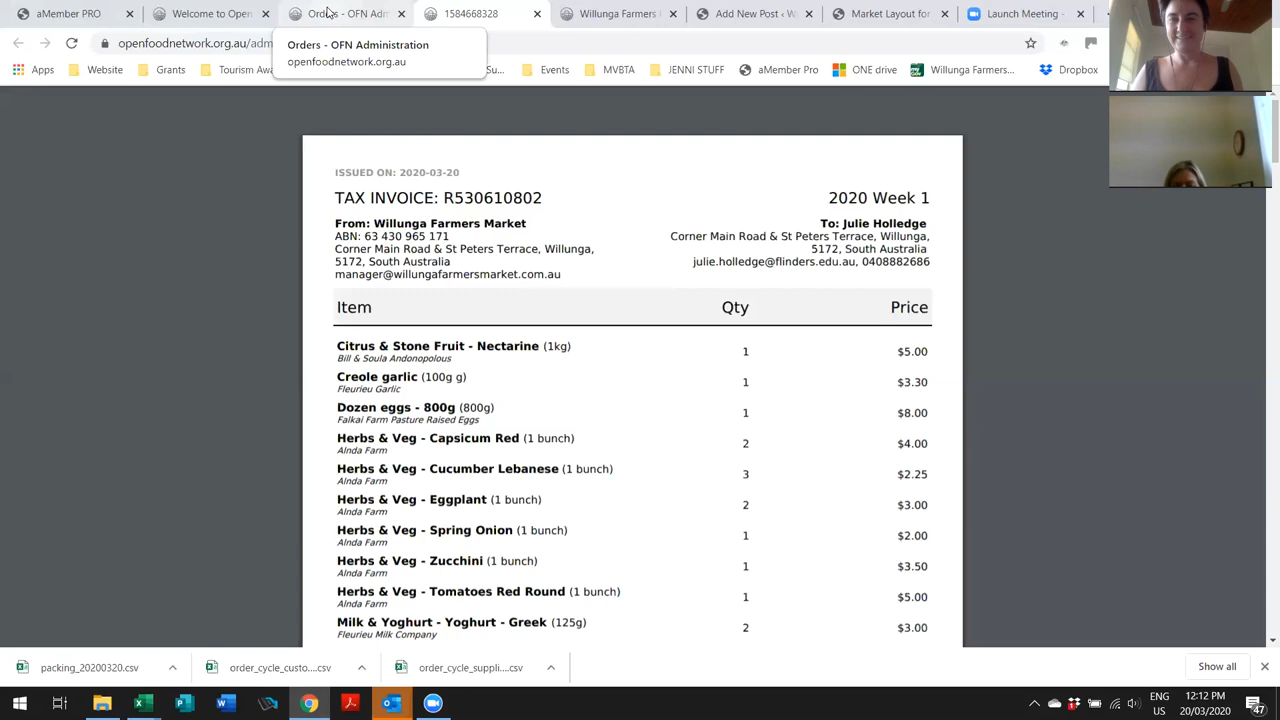 aMember PRO
Welcome to Open
Orders - OFN Adm
1584668328
Willunga Farmers
Add New Post ‹ W
Market Layout for
Launch Meeting -
openfoodnetwork.org.au/adm
Orders - OFN Administration
openfoodnetwork.org.au
Apps
Website
Grants
Tourism Awa
Su...
Events
MVBTA
JENNI STUFF
aMember Pro
ONE drive
Willunga Farmers...
Dropbox
ISSUED ON: 2020-03-20
TAX INVOICE: R530610802
2020 Week 1
From: Willunga Farmers Market
To: Julie Holledge
ABN: 63 430 965 171
Corner Main Road & St Peters Terrace, Willunga,
Corner Main Road & St Peters Terrace, Willunga,
5172, South Australia
5172, South Australia
julie.holledge@flinders.edu.au, 0408882686
manager@willungafarmersmarket.com.au
Item Qty Price
Citrus & Stone Fruit - Nectarine (1kg) 1 $5.00
Bill & Soula Andonopolous
Creole garlic (100g g) 1 $3.30
Fleurieu Garlic
Dozen eggs - 800g (800g) 1 $8.00
Falkai Farm Pasture Raised Eggs
Herbs & Veg - Capsicum Red (1 bunch) 2 $4.00
Alnda Farm
Herbs & Veg - Cucumber Lebanese (1 bunch) 3 $2.25
Alnda Farm
Herbs & Veg - Eggplant (1 bunch) 2 $3.00
Alnda Farm
Herbs & Veg - Spring Onion (1 bunch) 1 $2.00
Alnda Farm
Herbs & Veg - Zucchini (1 bunch) 1 $3.50
Alnda Farm
Herbs & Veg - Tomatoes Red Round (1 bunch) 1 $5.00
Alnda Farm
Milk & Yoghurt - Yoghurt - Greek (125g) 2 $3.00
Fleurieu Milk Company
packing_20200320.csv
order_cycle_custo....csv
order_cycle_suppli....csv
Show all
ENG
US
12:12 PM
20/03/2020
47